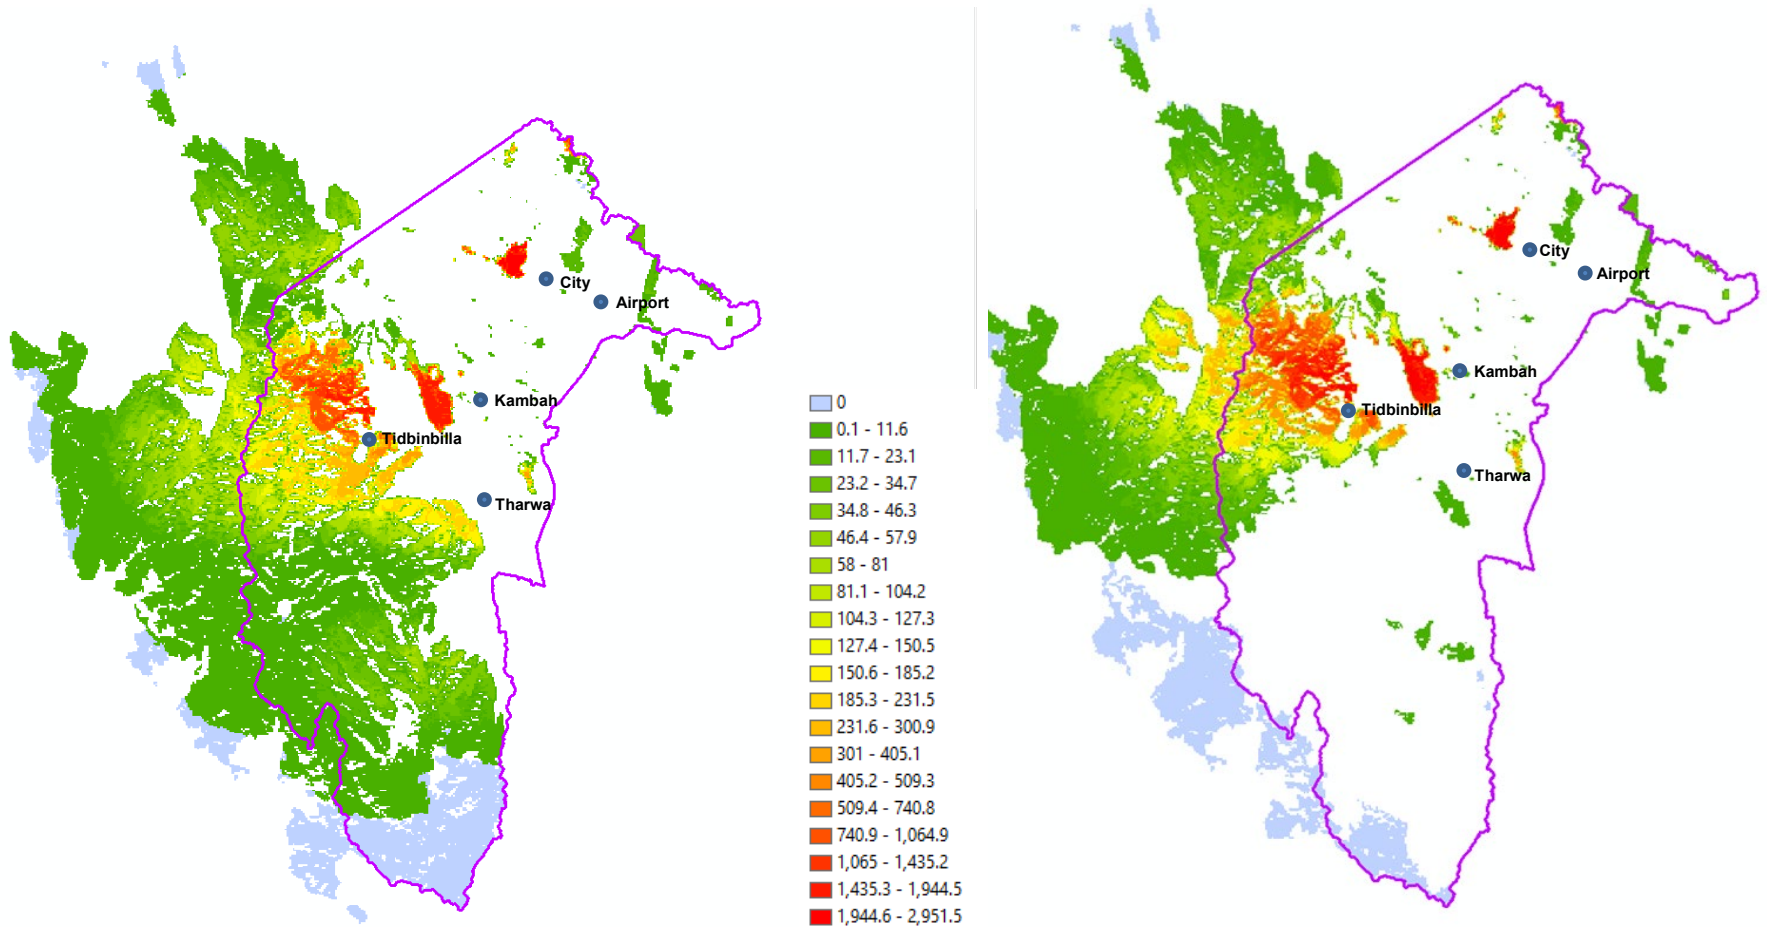 City
Airport
Kambah
Tidbinbilla
Tharwa
0
0.1 - 11.6
11.7 - 23.1
23.2 - 34.7
34.8 - 46.3
46.4 - 57.9
58 - 81
81.1 - 104.2
104.3 - 127.3
127.4 - 150.5
150.6 - 185.2
185.3 - 231.5
231.6 - 300.9
301 - 405.1
405.2 - 509.3
509.4 - 740.8
740.9 - 1,064.9
1,065 - 1,435.2
1,435.3 - 1,944.5
1,944.6 - 2,951.5
City
Airport
Kambah
Tidbinbilla
Tharwa